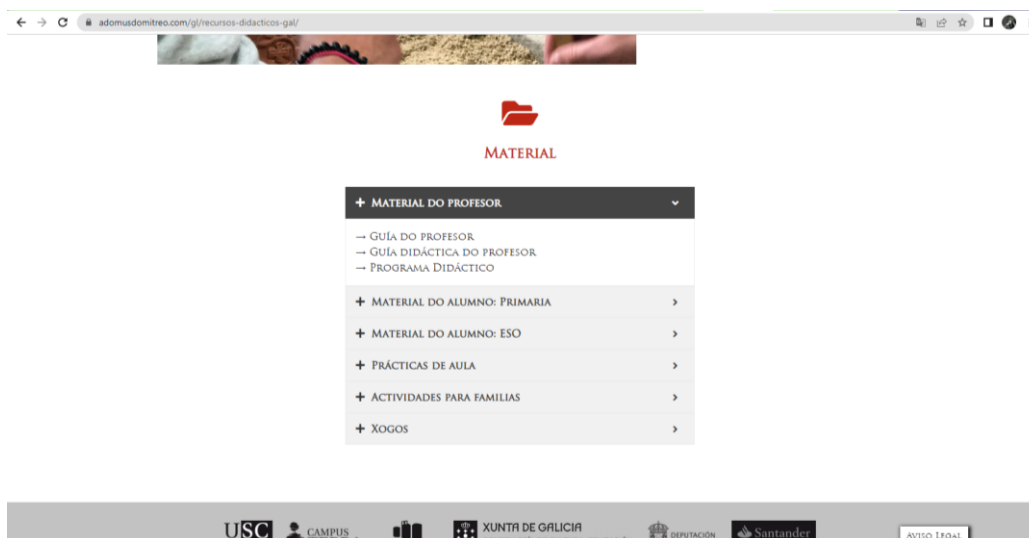 adomusdomitreo.com/gl/recursos-didacticos-gal/
Material
+ Material do profesor
→ Guía do profesor
→ Guía didáctica do profesor
→ Programa Didáctico
+ Material do alumno: Primaria
+ Material do alumno: ESO
+ Prácticas de aula
+ Actividades para familias
+ Xogos
USC
CAMPUS
XUNTA DE GALICIA
DEPUTACIÓN
Santander
Aviso Legal